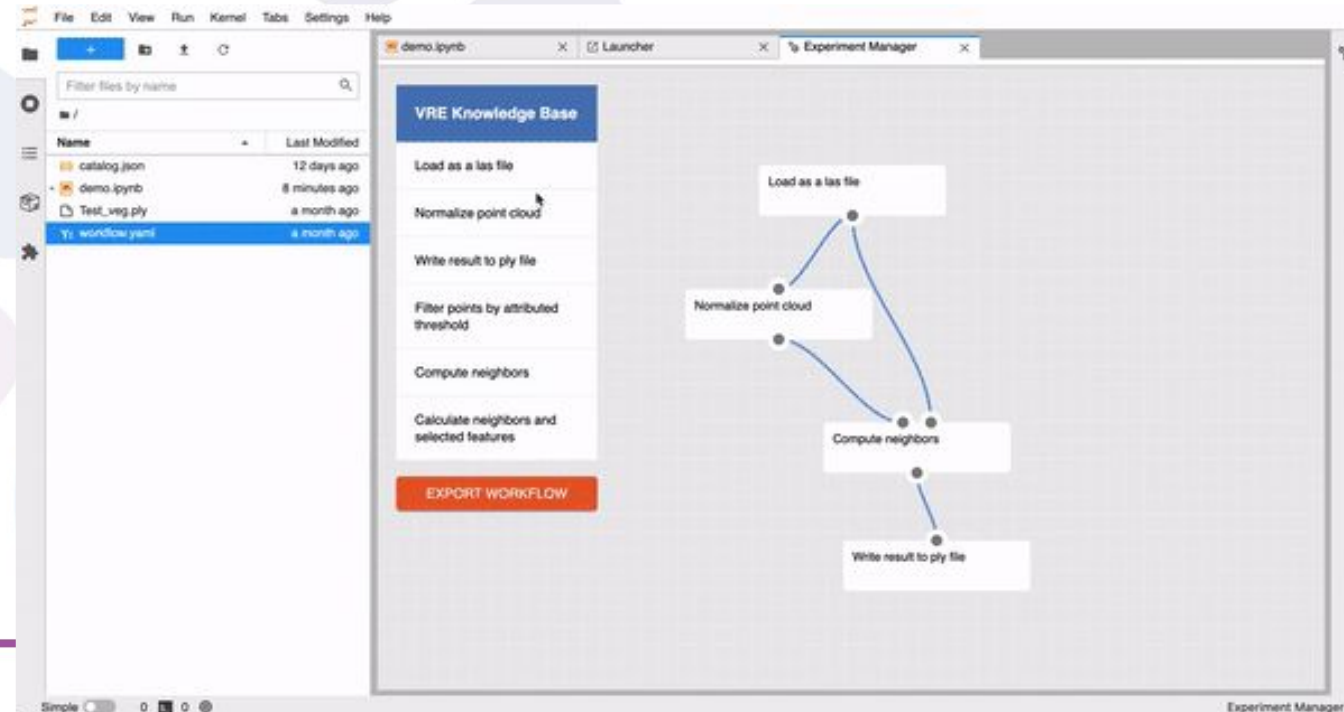 File Edit View Run Kernel Tabs Settings Help
demo.ipynb
Launcher
Experiment Manager
Filter files by name
/
Name Last Modified
catalog.json 12 days ago
demo.ipynb 8 minutes ago
Test_veg.ply a month ago
workflow.yaml a month ago
VRE Knowledge Base
Load as a las file
Normalize point cloud
Write result to ply file
Filter points by attributed
threshold
Compute neighbors
Calculate neighbors and
selected features
EXPORT WORKFLOW
Load as a las file
Normalize point cloud
Compute neighbors
Write result to ply file
Simple 0 0
Experiment Manager